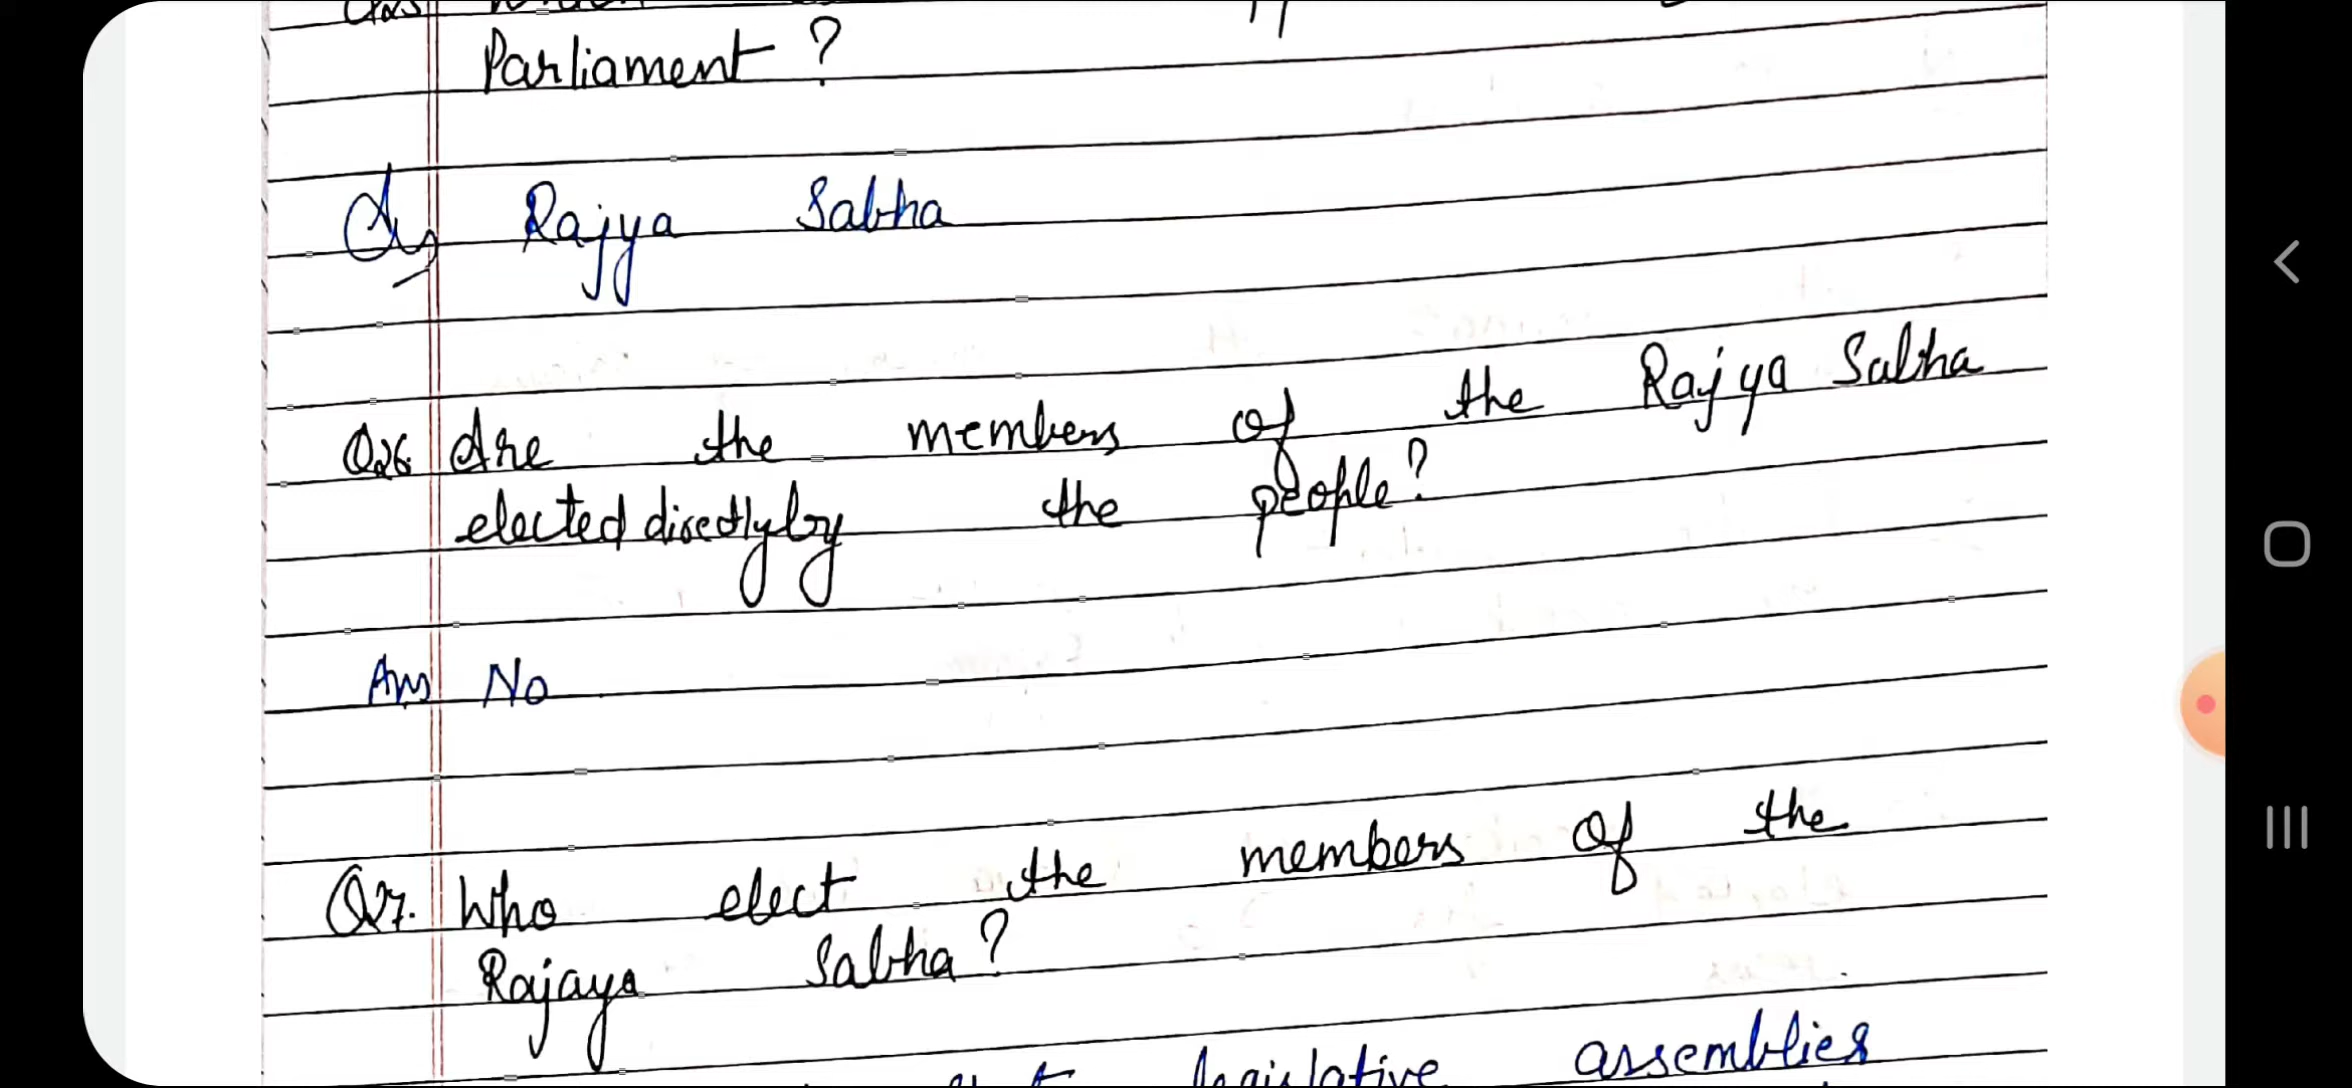 Parliament ?
Ans Rajya Sabha
Q26. Are the members of the Rajya Sabha
elected directly by the people?
Ans No
Q27. Who elect the members of the
Rajaya Sabha?
legislative assemblies